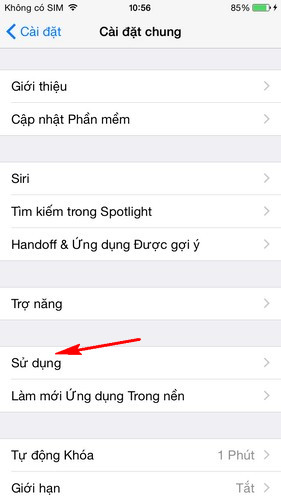 Không có SIM 10:56 85%
Cài đặt Cài đặt chung
Giới thiệu
Cập nhật Phần mềm
Siri
Tìm kiếm trong Spotlight
Handoff & Ứng dụng Được gợi ý
Trợ năng
Sử dụng
Làm mới Ứng dụng Trong nền
Tự động Khóa 1 Phút
Giới hạn Tắt